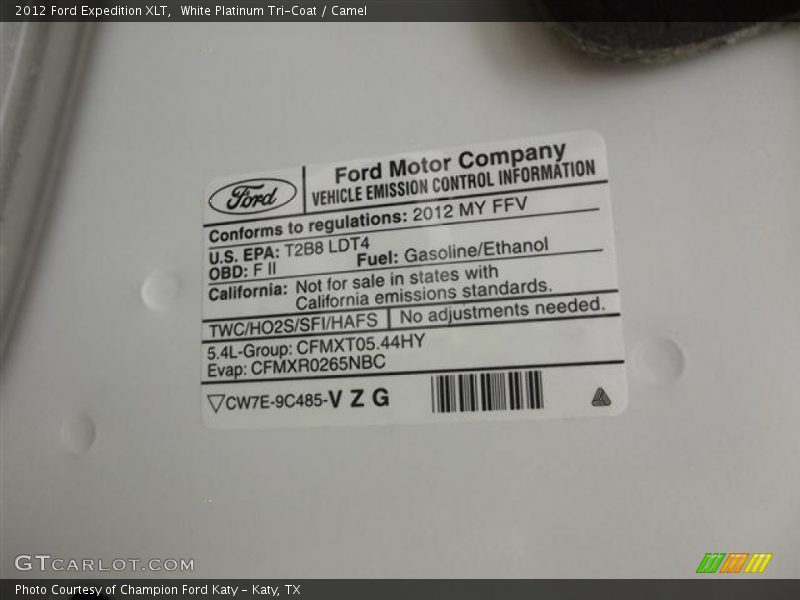 2012 Ford Expedition XLT, White Platinum Tri-Coat / Camel
Ford
Ford Motor Company
VEHICLE EMISSION CONTROL INFORMATION
Conforms to regulations: 2012 MY FFV
U.S. EPA: T2B8 LDT4
OBD: F II Fuel: Gasoline/Ethanol
California: Not for sale in states with
California emissions standards.
TWC/HO2S/SFI/HAFS No adjustments needed.
5.4L-Group: CFMXT05.44HY
Evap: CFMXR0265NBC
CW7E-9C485-V Z G
GTCARLOT.COM
Photo Courtesy of Champion Ford Katy - Katy, TX